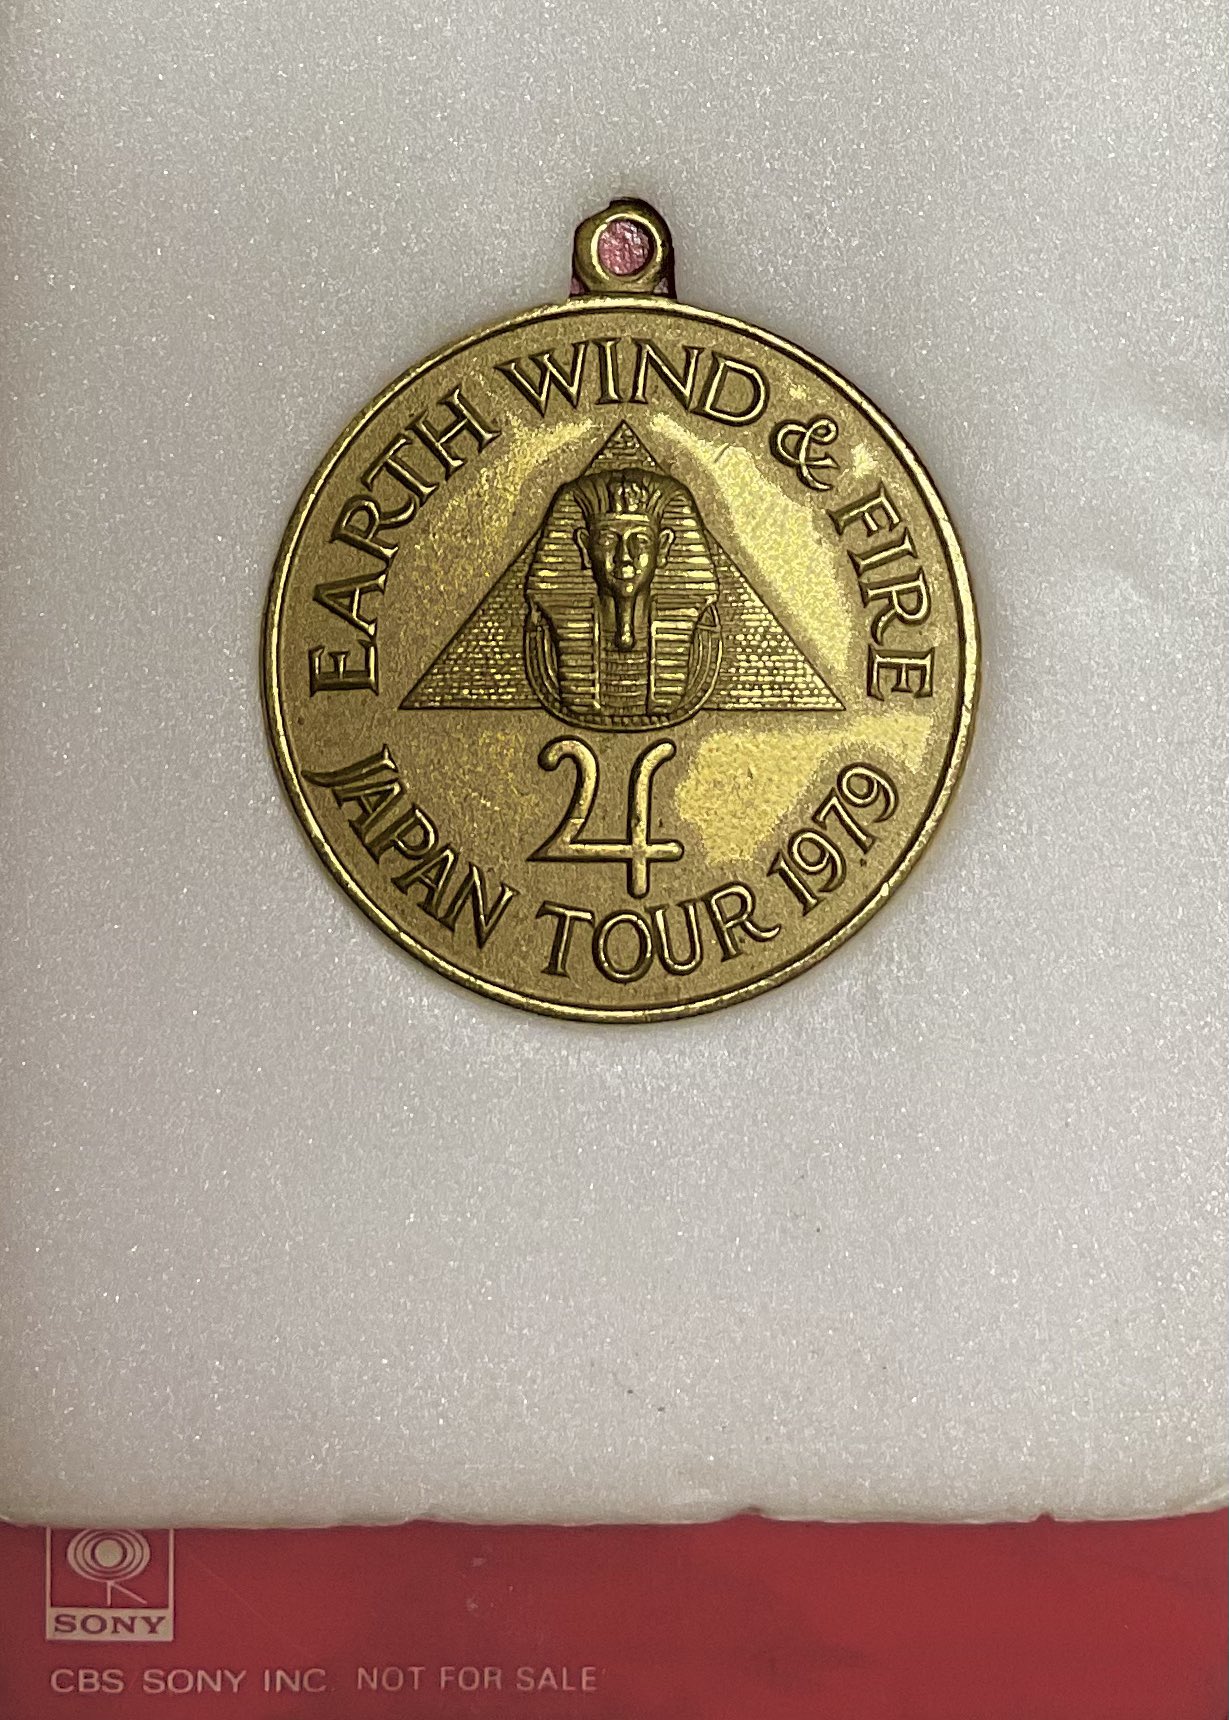 EARTH WIND & FIRE
♃
JAPAN TOUR 1979
SONY
CBS SONY INC. NOT FOR SALE